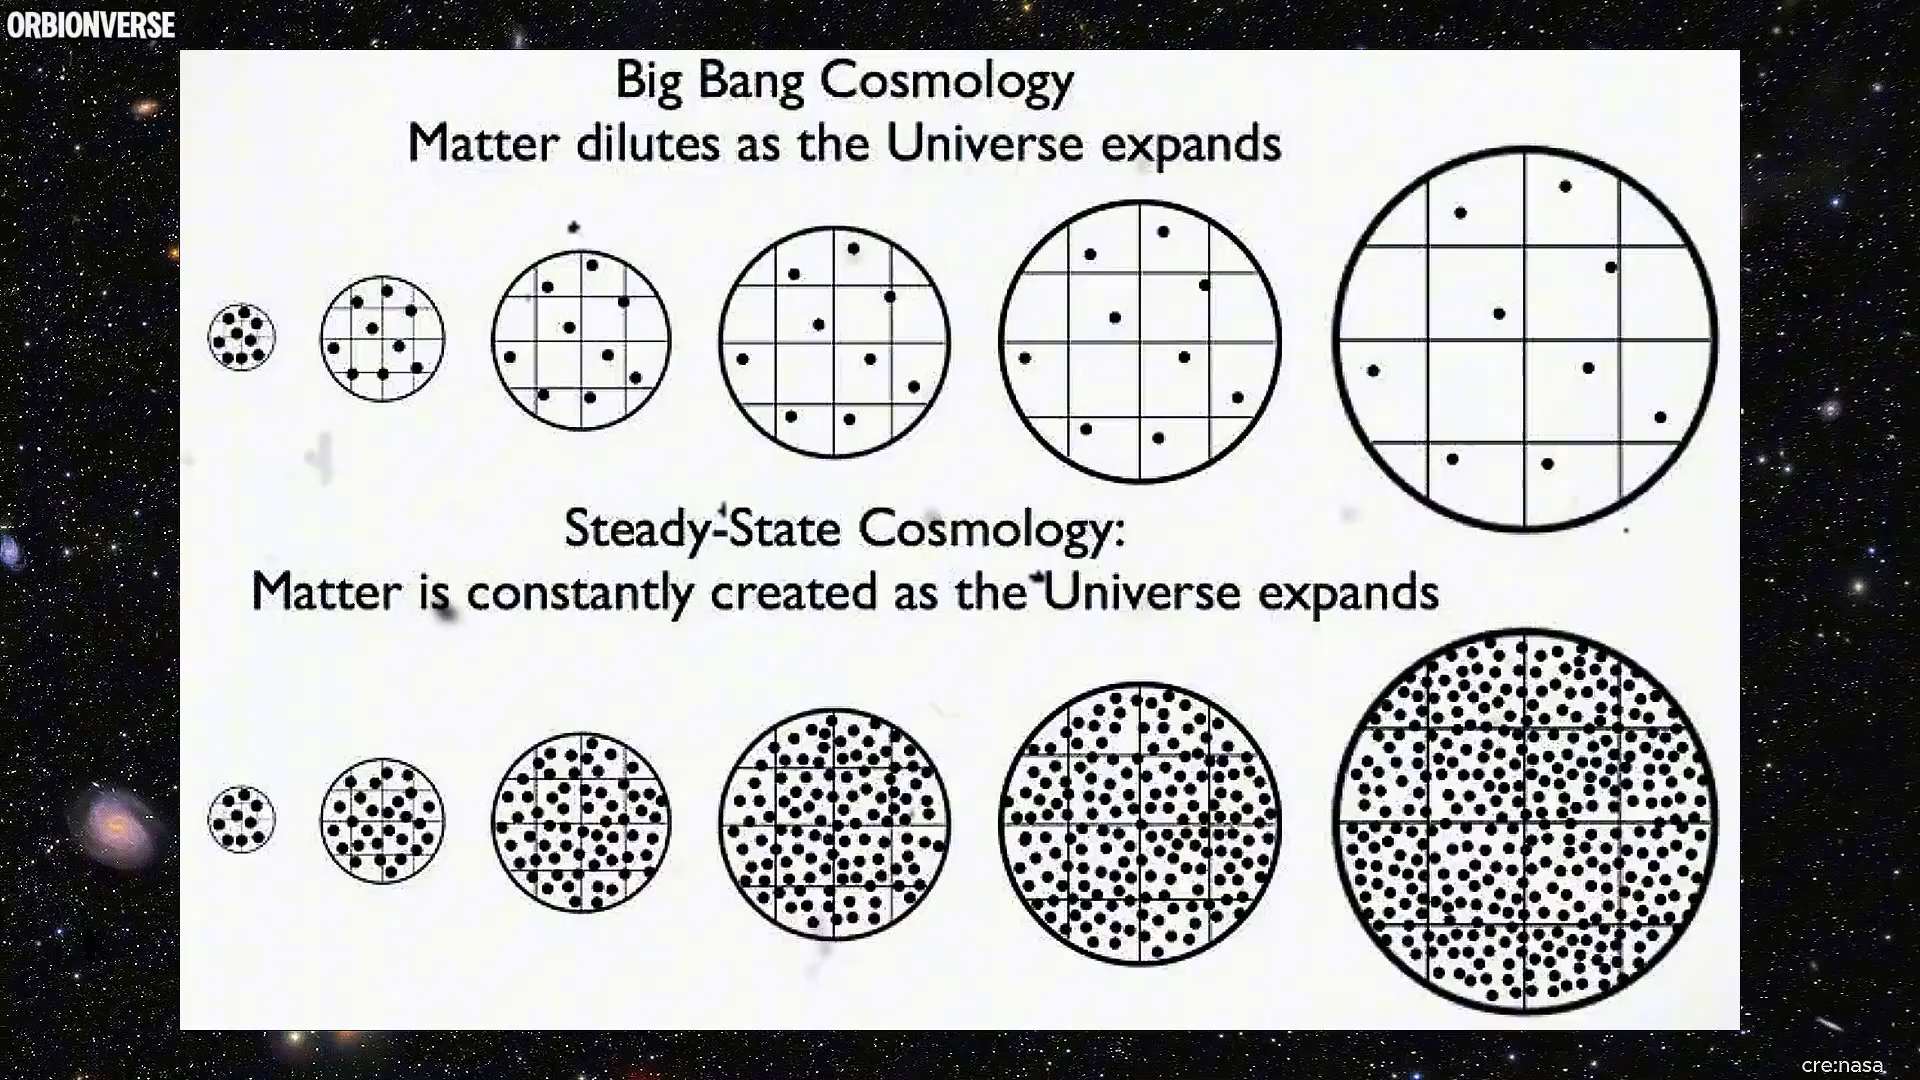 ORBIONVERSE
Big Bang Cosmology
Matter dilutes as the Universe expands
Steady-State Cosmology:
Matter is constantly created as the Universe expands
cre:nasa